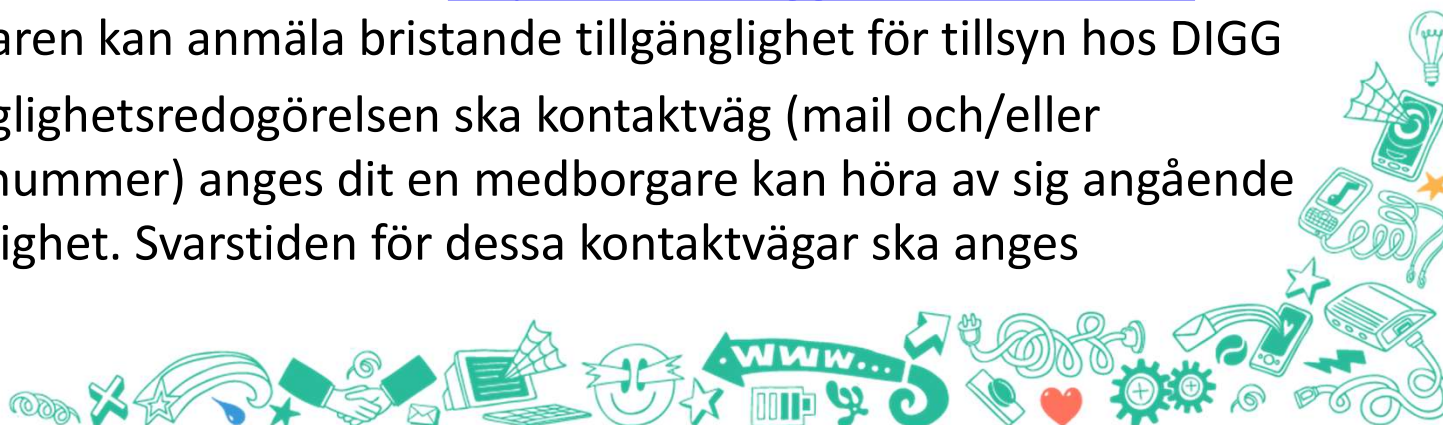 aren kan anmäla bristande tillgänglighet för tillsyn hos DIGG
glighetsredogörelsen ska kontaktväg (mail och/eller
nummer) anges dit en medborgare kan höra av sig angående
ighet. Svarstiden för dessa kontaktvägar ska anges
www...